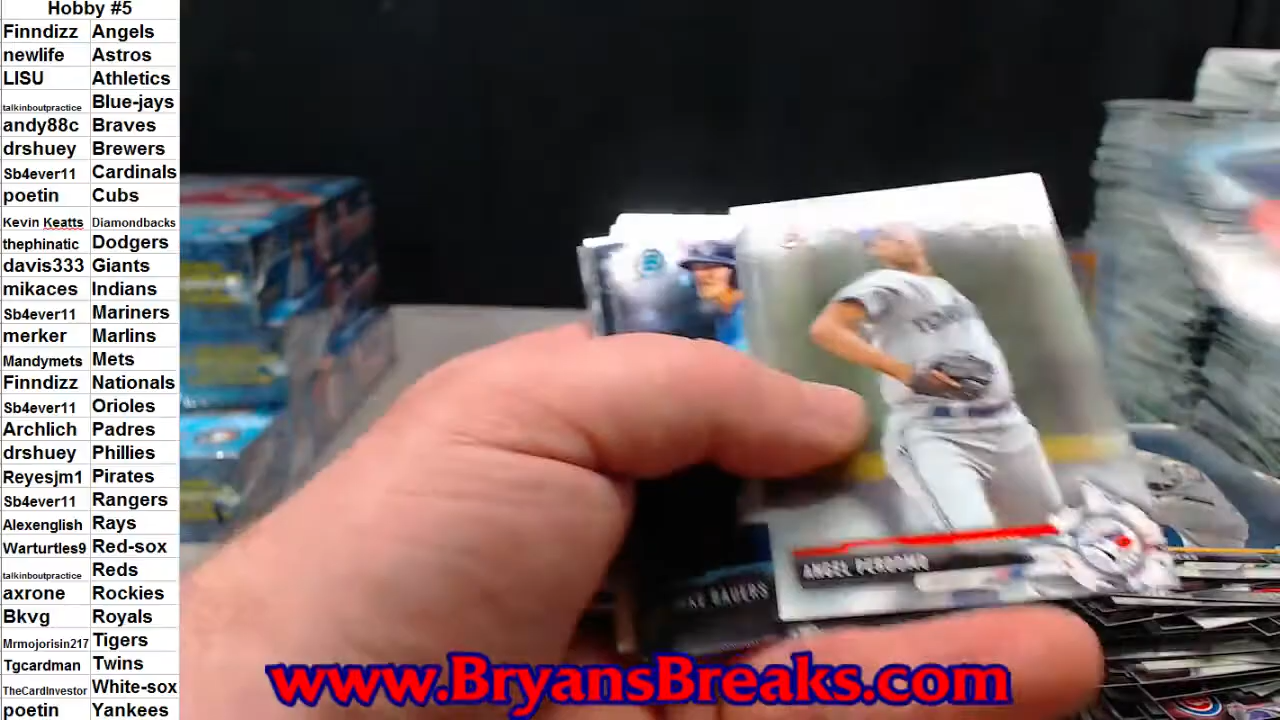 Hobby #5
Finndizz Angels
newlife Astros
LISU Athletics
talkinboutpractice Blue-jays
andy88c Braves
drshuey Brewers
Sb4ever11 Cardinals
poetin Cubs
Kevin Keatts Diamondbacks
thephinatic Dodgers
davis333 Giants
mikaces Indians
Sb4ever11 Mariners
merker Marlins
Mandymets Mets
Finndizz Nationals
Sb4ever11 Orioles
Archlich Padres
drshuey Phillies
Reyesjm1 Pirates
Sb4ever11 Rangers
Alexenglish Rays
Warturtles9 Red-sox
talkinboutpractice Reds
axrone Rockies
Bkvg Royals
Mrmojorisin217 Tigers
Tgcardman Twins
TheCardInvestor White-sox
poetin Yankees
ANGEL PERDOMO
BAUERS
www.BryansBreaks.com